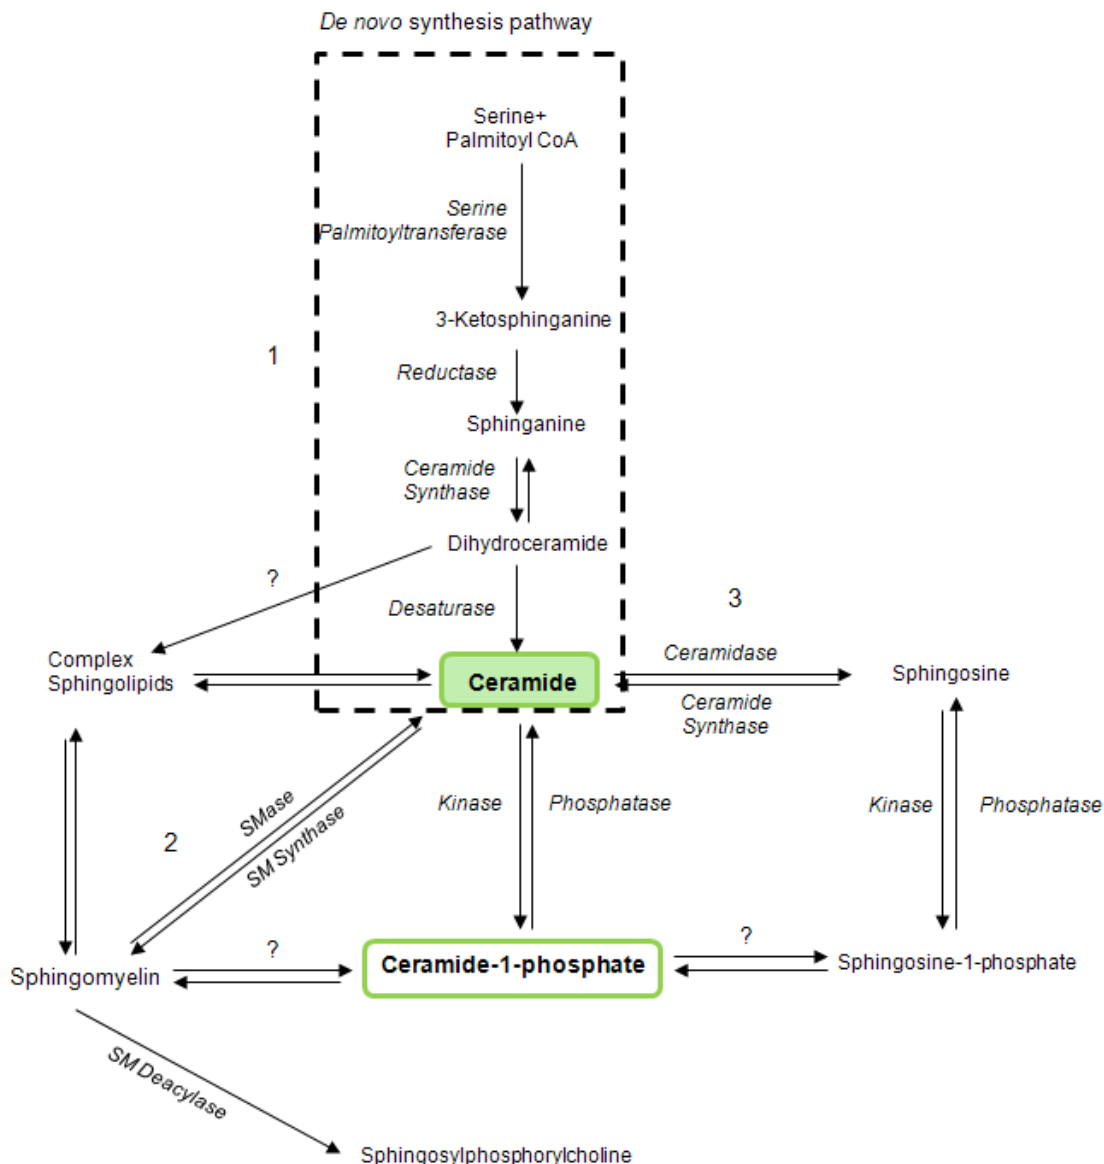 De novo synthesis pathway
Serine+
Palmitoyl CoA
Serine
Palmitoyltransferase
3-Ketosphinganine
1
Reductase
Sphinganine
Ceramide
Synthase
Dihydroceramide
?
Desaturase
3
Complex
Sphingolipids
Ceramide
Ceramidase
Ceramide
Synthase
Sphingosine
SMase
SM Synthase
2
Kinase
Phosphatase
Kinase
Phosphatase
Sphingomyelin
?
Ceramide-1-phosphate
?
Sphingosine-1-phosphate
SM Deacylase
Sphingosylphosphorylcholine